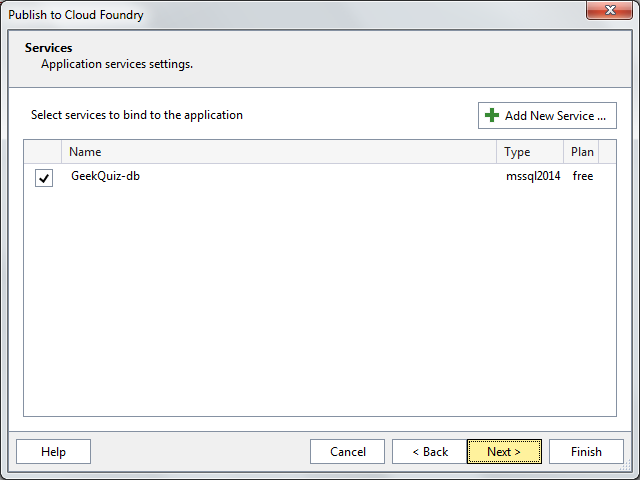 Publish to Cloud Foundry
Services
Application services settings.
Select services to bind to the application
Add New Service ...
Name Type Plan
GeekQuiz-db mssql2014 free
Help Cancel < Back Next > Finish